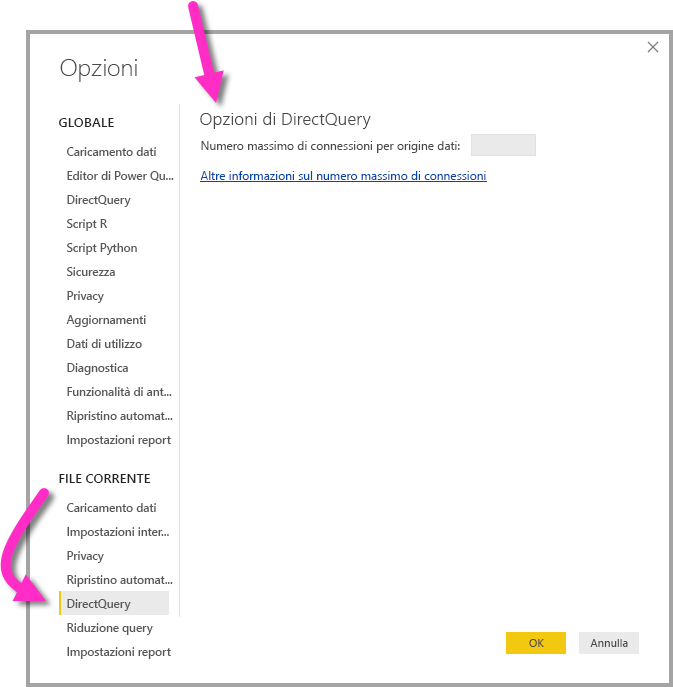 Opzioni
GLOBALE
Caricamento dati
Editor di Power Qu...
DirectQuery
Script R
Script Python
Sicurezza
Privacy
Aggiornamenti
Dati di utilizzo
Diagnostica
Funzionalità di ant...
Ripristino automat...
Impostazioni report
FILE CORRENTE
Caricamento dati
Impostazioni inter...
Privacy
Ripristino automat...
DirectQuery
Riduzione query
Impostazioni report
Opzioni di DirectQuery
Numero massimo di connessioni per origine dati:
Altre informazioni sul numero massimo di connessioni
OK
Annulla